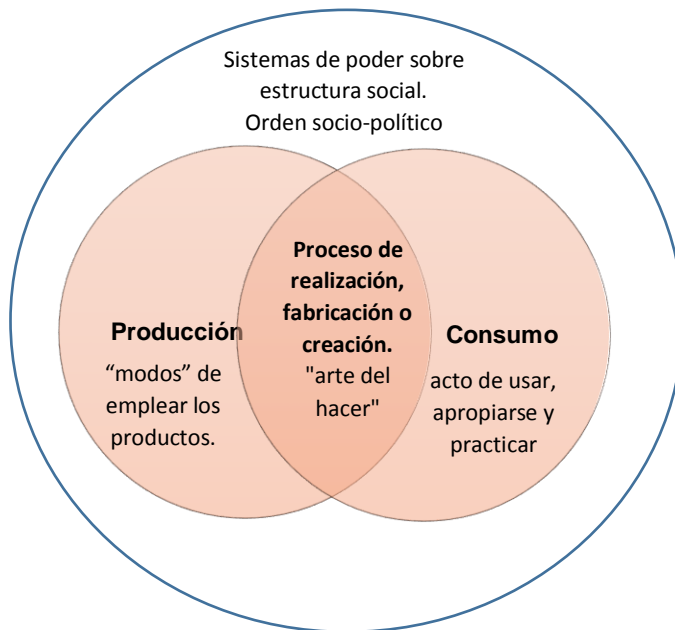 Sistemas de poder sobre
estructura social.
Orden socio-político
Producción
“modos” de
emplear los
productos.
Proceso de
realización,
fabricación o
creación.
"arte del
hacer"
Consumo
acto de usar,
apropiarse y
practicar